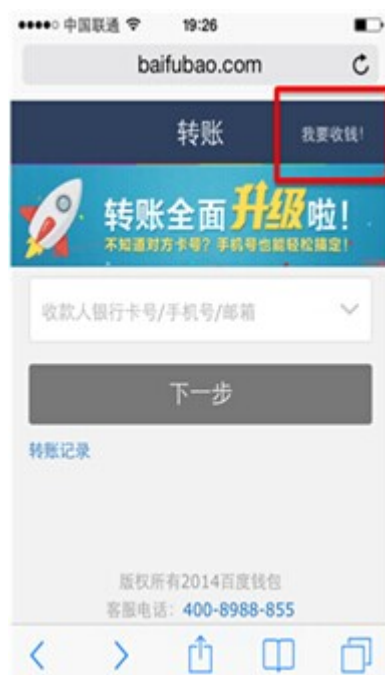 中国联通 19:26
baifubao.com
转账 我要收钱!
转账全面升级啦!
不知道对方卡号? 手机号也能轻松搞定!
收款人银行卡号/手机号/邮箱
下一步
转账记录
版权所有2014百度钱包
客服电话: 400-8988-855